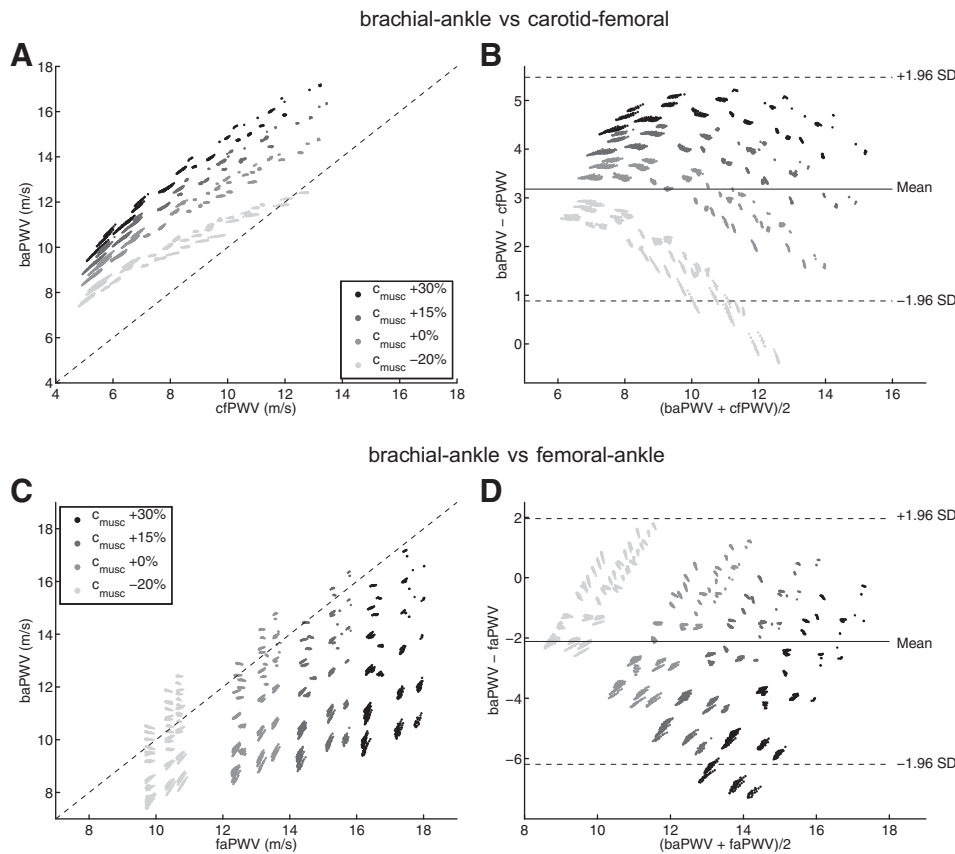 brachial-ankle vs carotid-femoral
A
18
16
14
12
10
8
6
4
baPWV (m/s)
4 6 8 10 12 14 16 18
cfPWV (m/s)
c musc +30%
c musc +15%
c musc +0%
c musc −20%
B
5
4
3
2
1
0
baPWV − cfPWV
6 8 10 12 14 16
(baPWV + cfPWV)/2
+1.96 SD
Mean
−1.96 SD
brachial-ankle vs femoral-ankle
C
18
16
14
12
10
8
baPWV (m/s)
8 10 12 14 16 18
faPWV (m/s)
c musc +30%
c musc +15%
c musc +0%
c musc −20%
D
2
0
−2
−4
−6
baPWV − faPWV
8 10 12 14 16 18
(baPWV + faPWV)/2
+1.96 SD
Mean
−1.96 SD